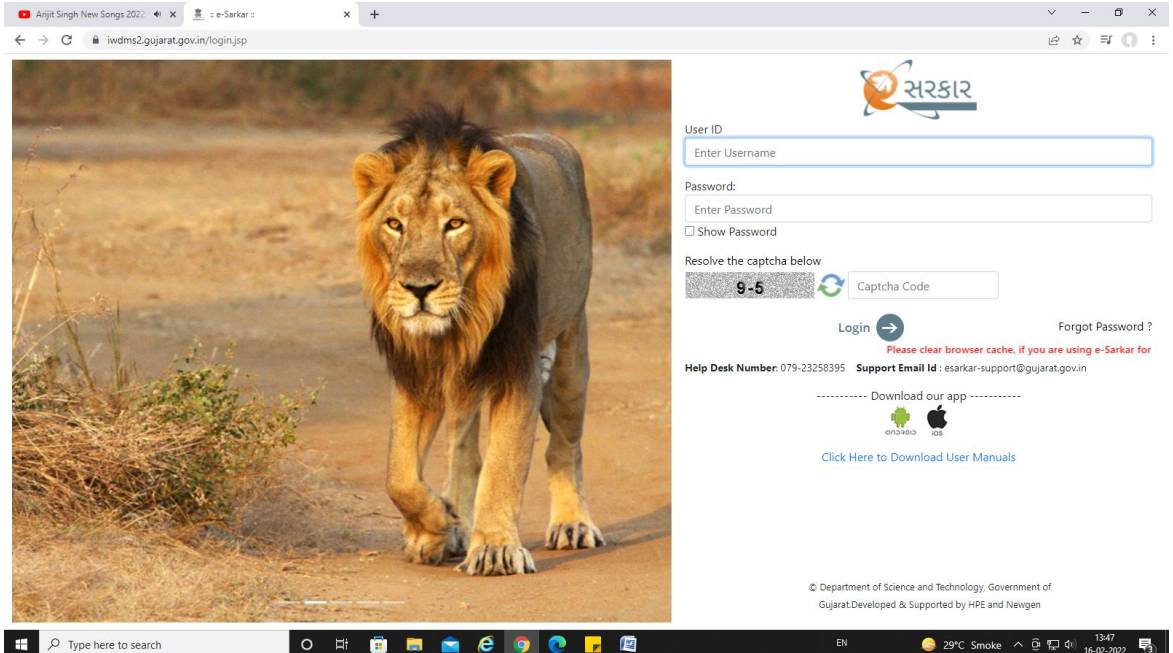 Arijit Singh New Songs 2022
:: e-Sarkar ::
iwdms2.gujarat.gov.in/login.jsp
સરકાર
User ID
Enter Username
Password:
Enter Password
Show Password
Resolve the captcha below
9-5
Captcha Code
Login
Forgot Password ?
Please clear browser cache, if you are using e-Sarkar for
Help Desk Number: 079-23258395 Support Email Id : esarkar-support@gujarat.gov.in
----------- Download our app -----------
android iOS
Click Here to Download User Manuals
© Department of Science and Technology, Government of
Gujarat.Developed & Supported by HPE and Newgen
Type here to search
EN
29°C Smoke
13:47
16-02-2022
3